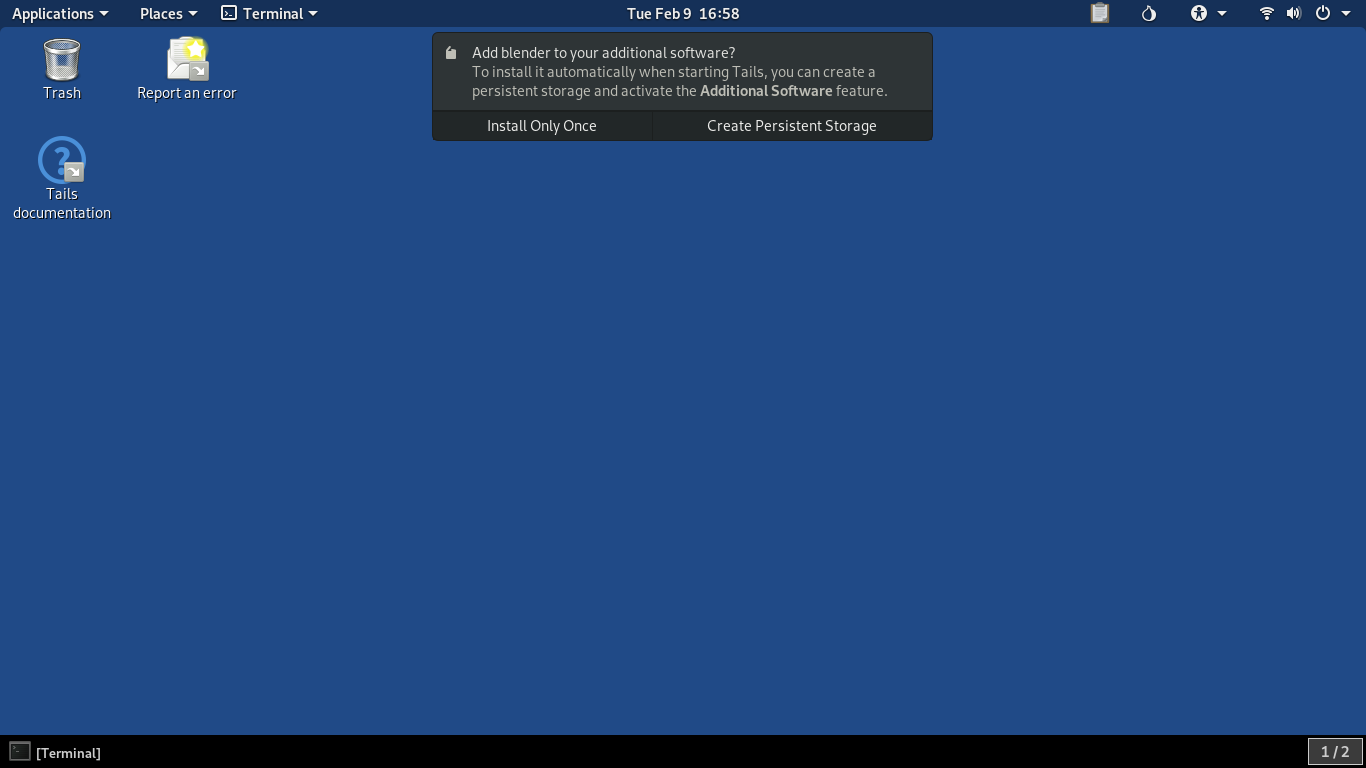 Applications Places Terminal Tue Feb 9 16:58
Trash
Report an error
Tails
documentation
Add blender to your additional software?
To install it automatically when starting Tails, you can create a
persistent storage and activate the Additional Software feature.
Install Only Once Create Persistent Storage
[Terminal] 1 / 2